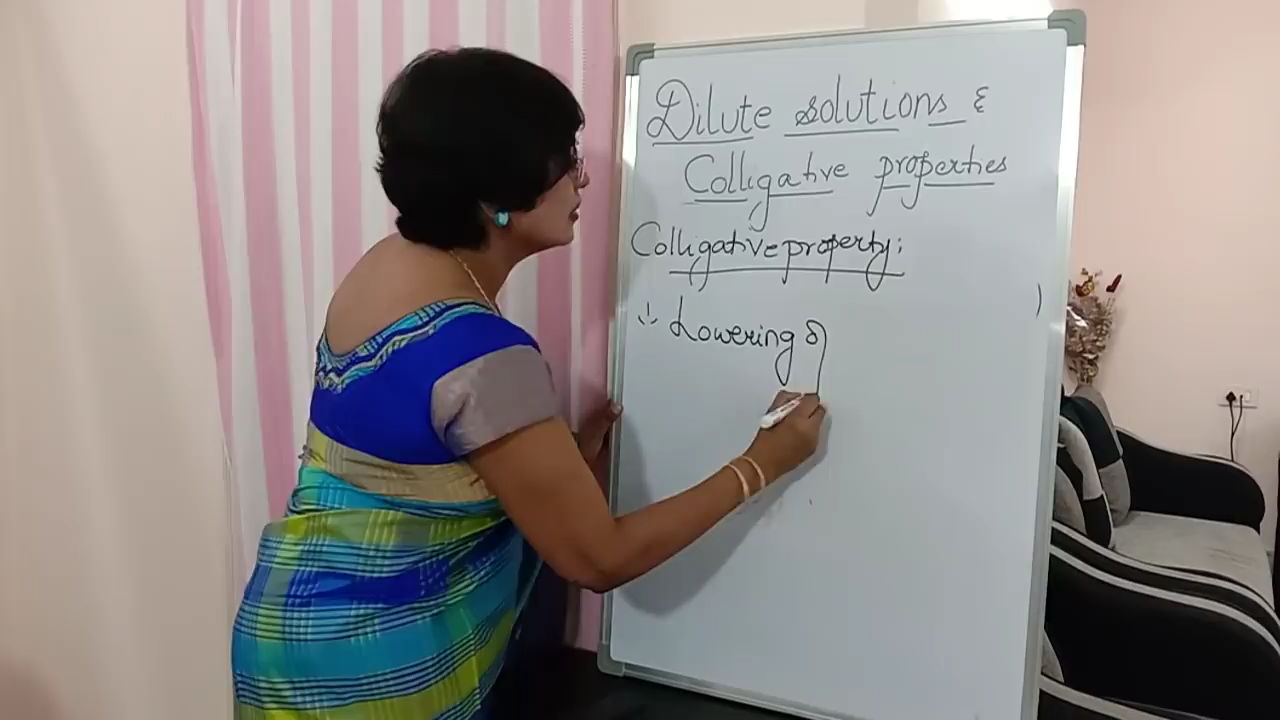 Dilute solutions &
Colligative properties
Colligative property:
Lowering of